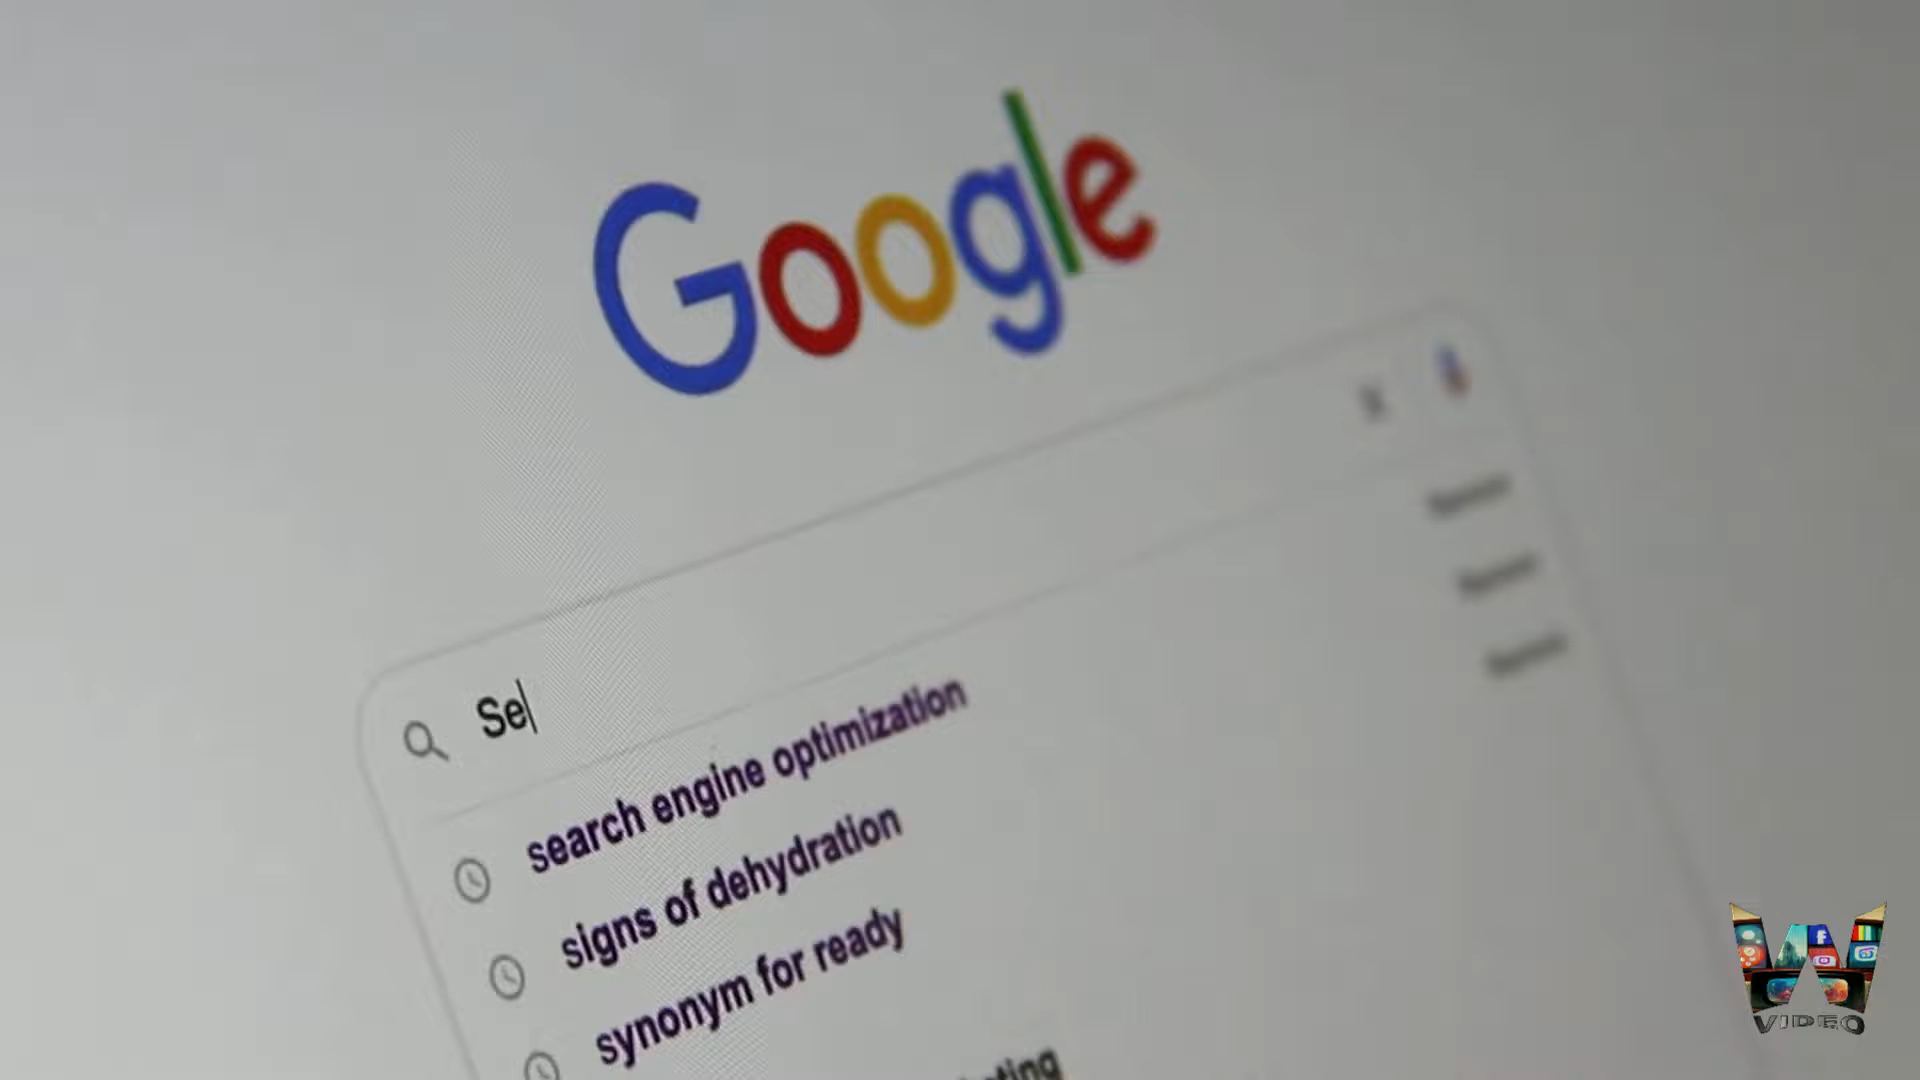 Google
Se
search engine optimization
signs of dehydration
synonym for ready
VIDEO